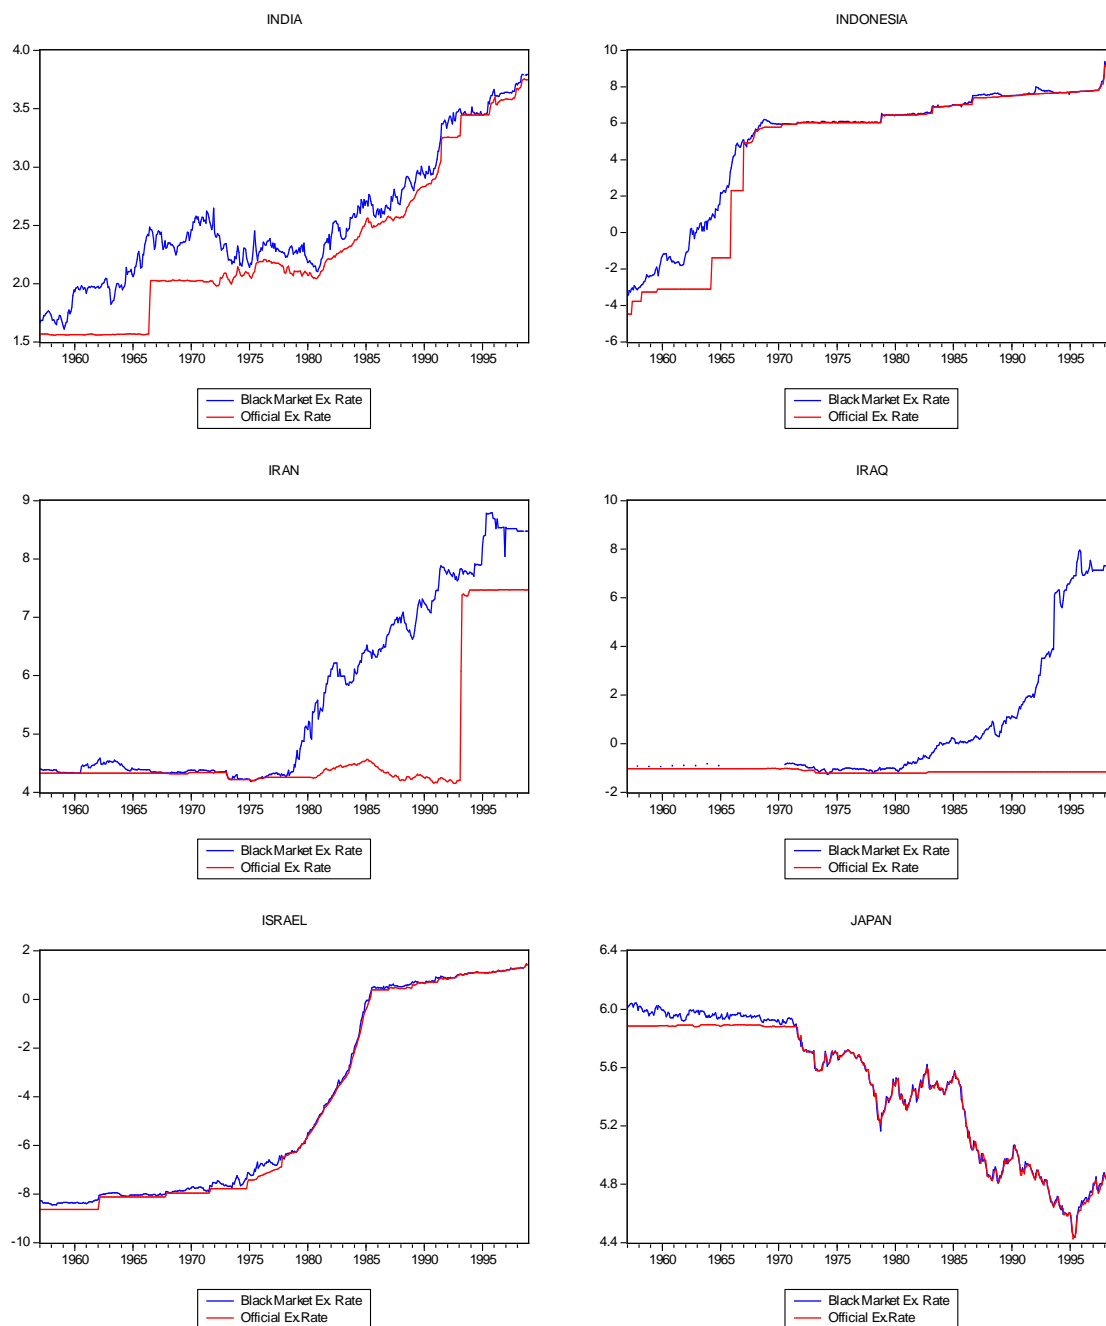 INDIA
4.0
3.5
3.0
2.5
2.0
1.5
1960 1965 1970 1975 1980 1985 1990 1995
Black Market Ex. Rate
Official Ex. Rate
INDONESIA
10
8
6
4
2
0
-2
-4
-6
1960 1965 1970 1975 1980 1985 1990 1995
Black Market Ex. Rate
Official Ex. Rate
IRAN
9
8
7
6
5
4
1960 1965 1970 1975 1980 1985 1990 1995
Black Market Ex. Rate
Official Ex. Rate
IRAQ
10
8
6
4
2
0
-2
1960 1965 1970 1975 1980 1985 1990 1995
Black Market Ex. Rate
Official Ex. Rate
ISRAEL
2
0
-2
-4
-6
-8
-10
1960 1965 1970 1975 1980 1985 1990 1995
Black Market Ex. Rate
Official Ex.Rate
JAPAN
6.4
6.0
5.6
5.2
4.8
4.4
1960 1965 1970 1975 1980 1985 1990 1995
Black Market Ex. Rate
Official Ex.Rate